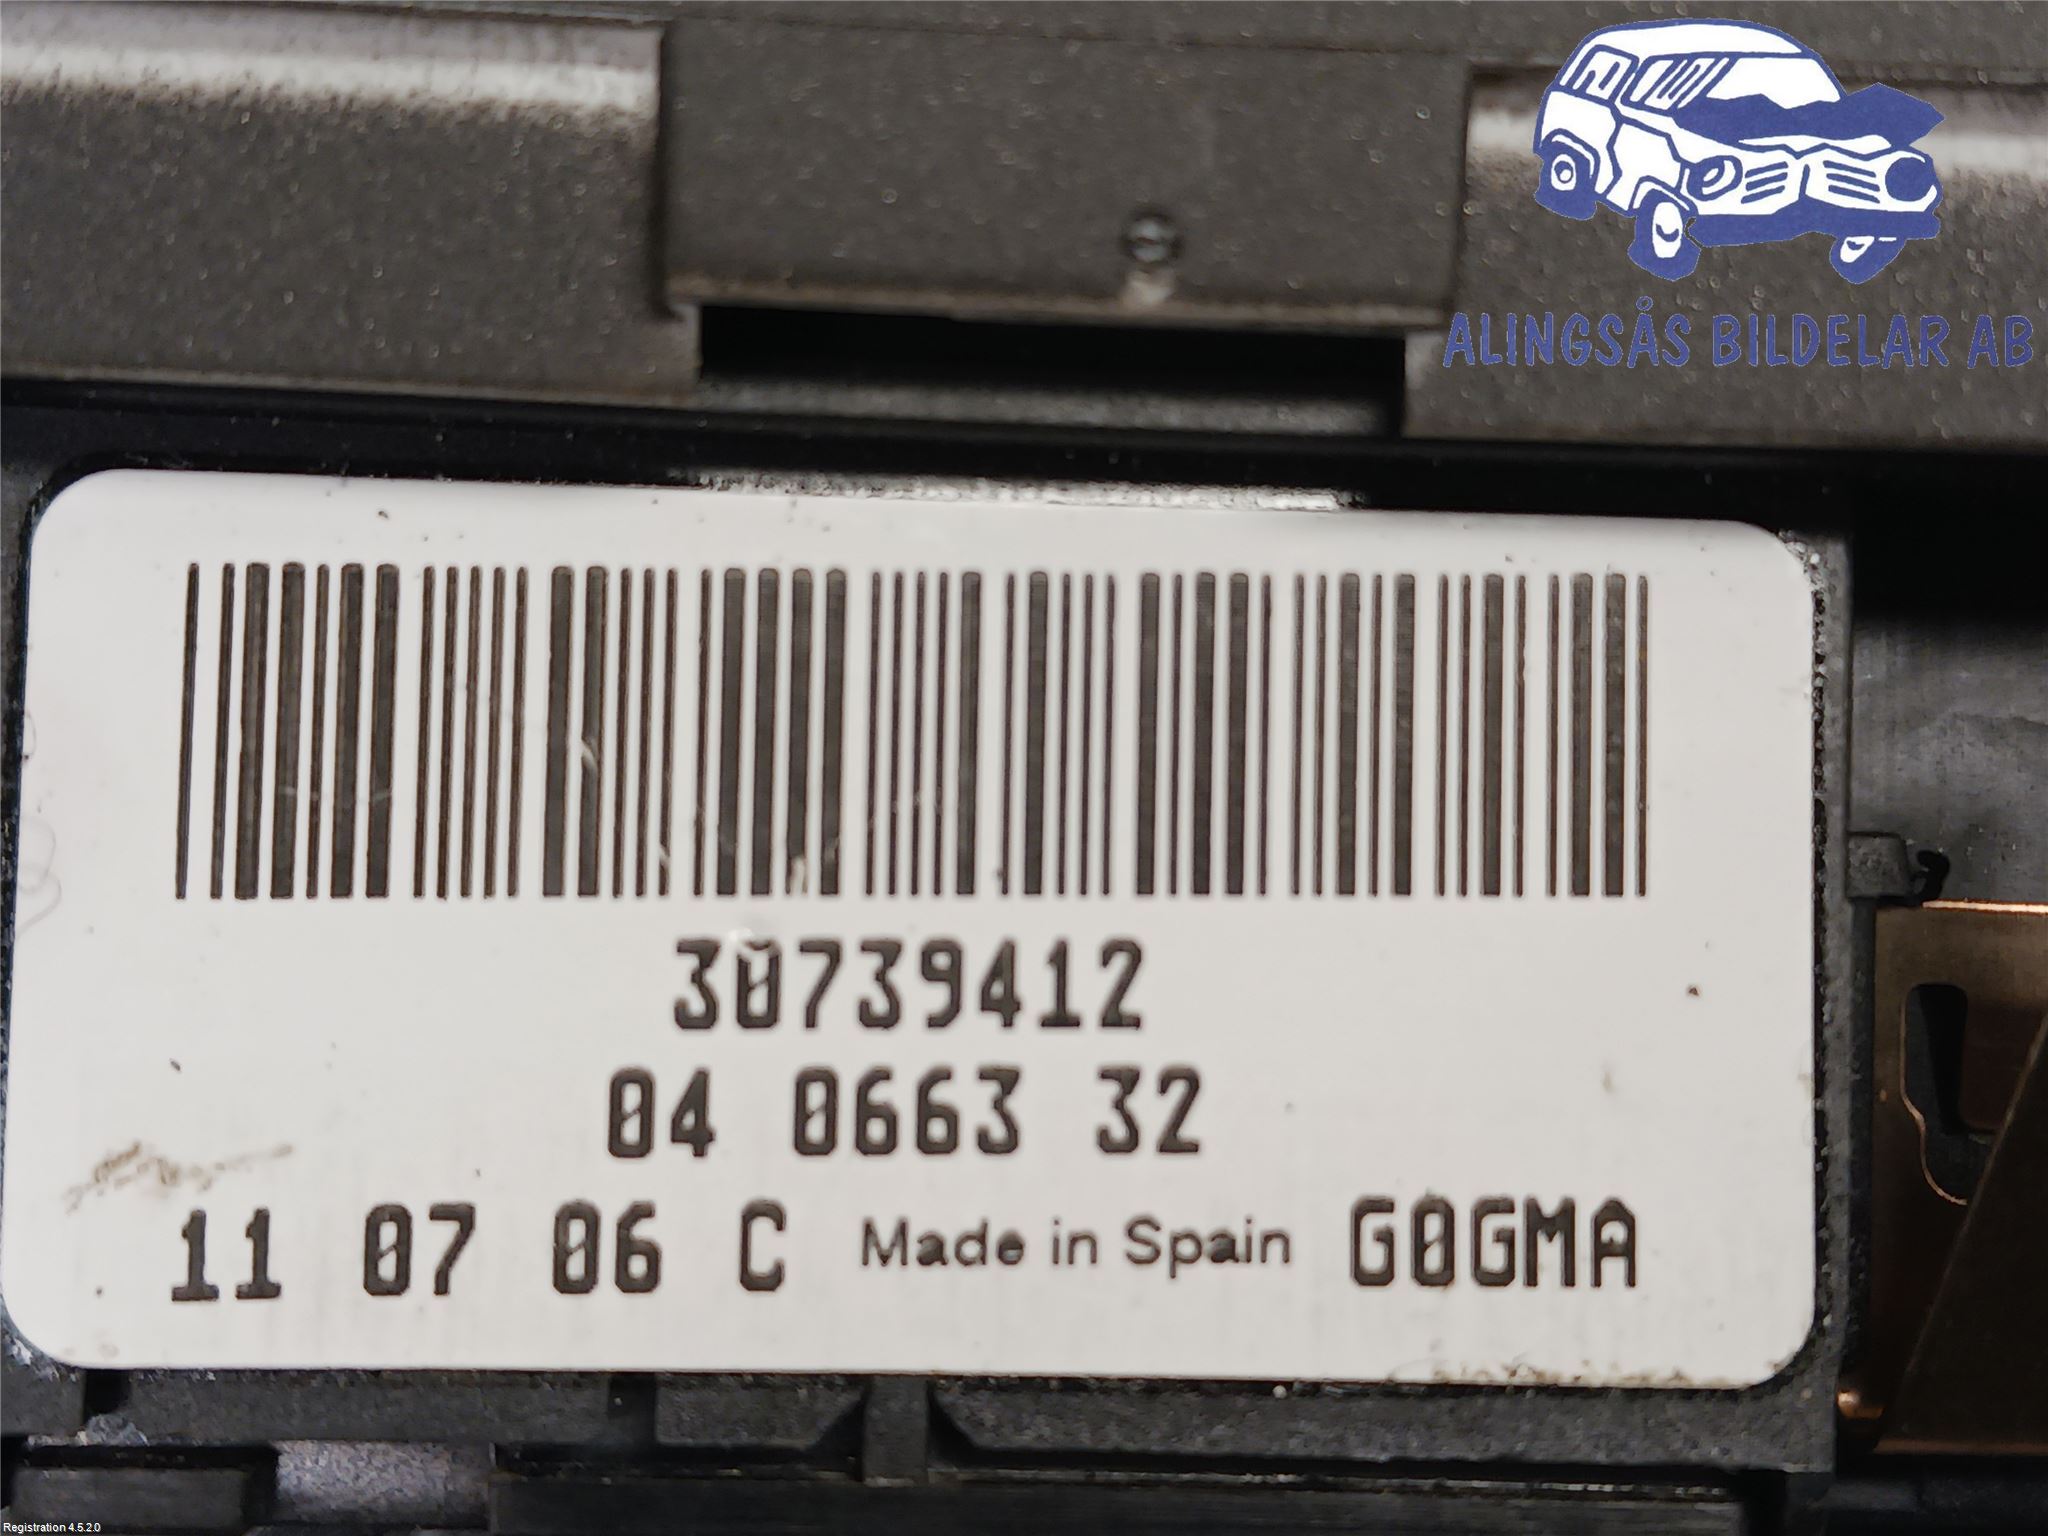 ALINGSÅS BILDELAR AB
30739412
04 0663 32
11 07 06 C Made in Spain G0GMA
Registration 4.5.2.0